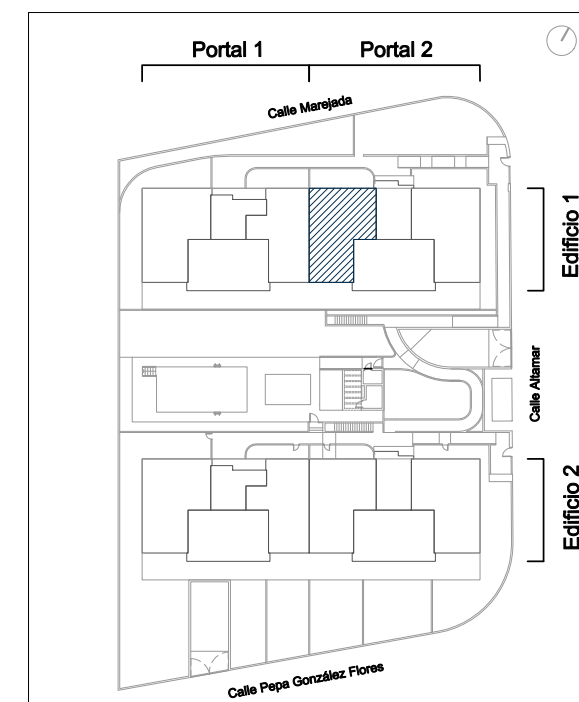 Portal 1
Portal 2
Calle Marejada
Edificio 1
Calle Altamar
Edificio 2
Calle Pepa González Flores